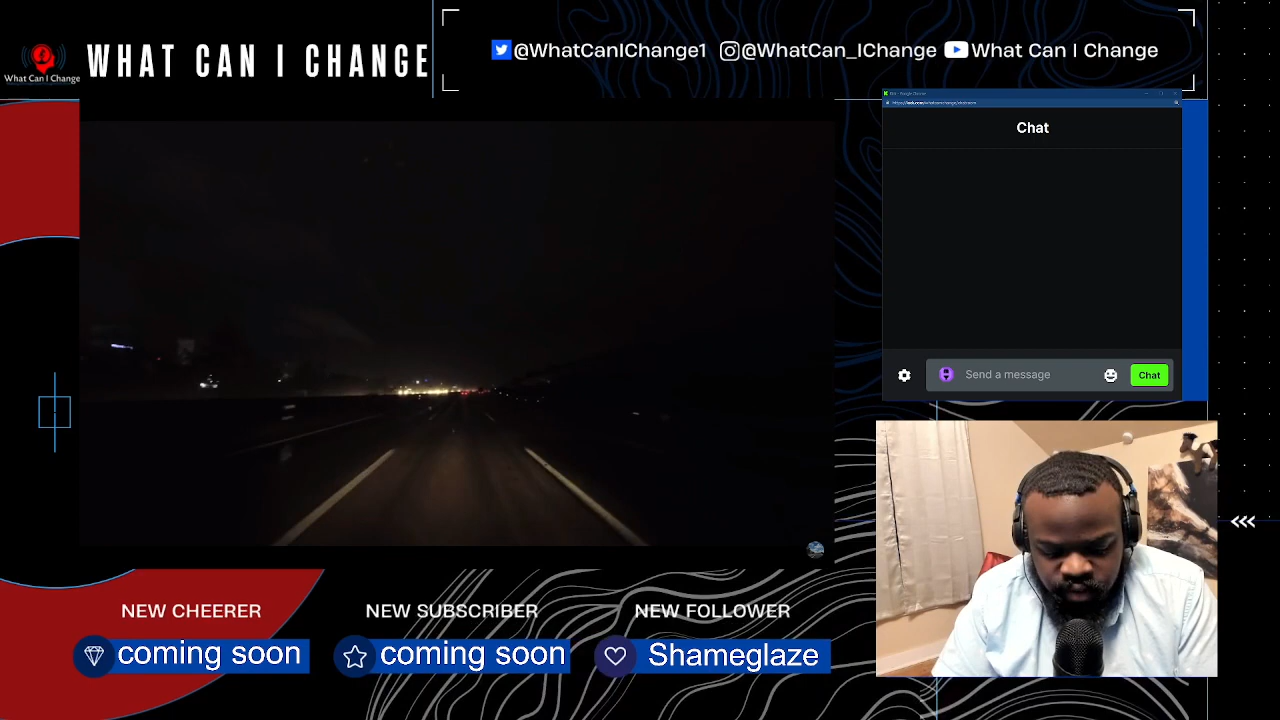 WHAT CAN I CHANGE
What Can I Change
@WhatCanIChange1
@WhatCan_IChange
What Can I Change
Chat
Send a message
Chat
NEW CHEERER
coming soon
NEW SUBSCRIBER
coming soon
NEW FOLLOWER
Shameglaze